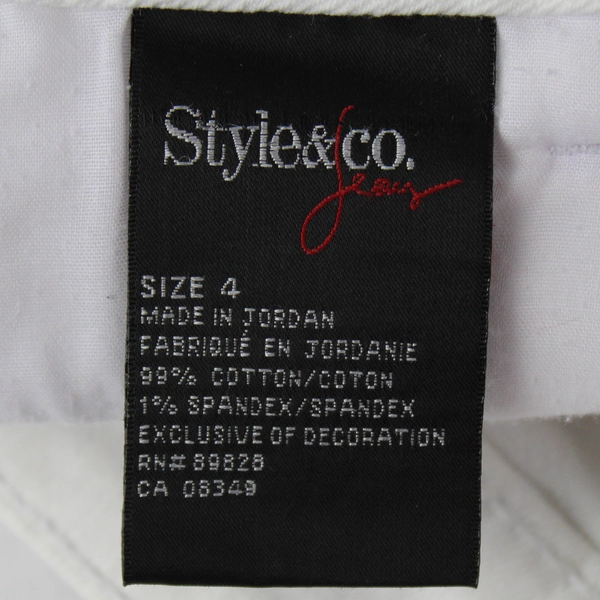 Style&co.
Jeans
SIZE 4
MADE IN JORDAN
FABRIQUÉ EN JORDANIE
99% COTTON/COTON
1% SPANDEX/SPANDEX
EXCLUSIVE OF DECORATION
RN# 89828
CA 08349